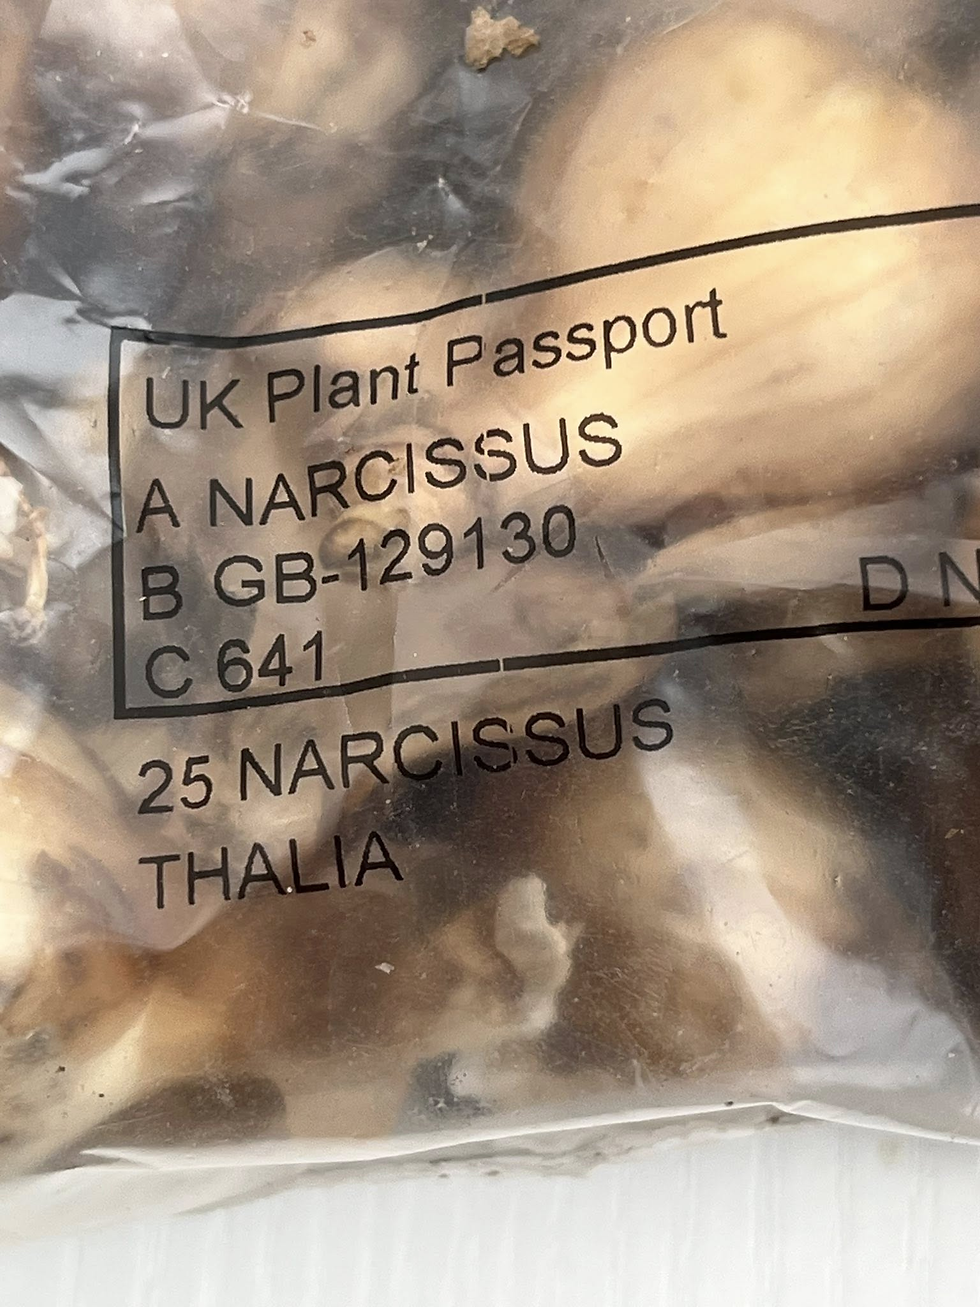 UK Plant Passport
A NARCISSUS
B GB-129130
C 641 D N
25 NARCISSUS
THALIA